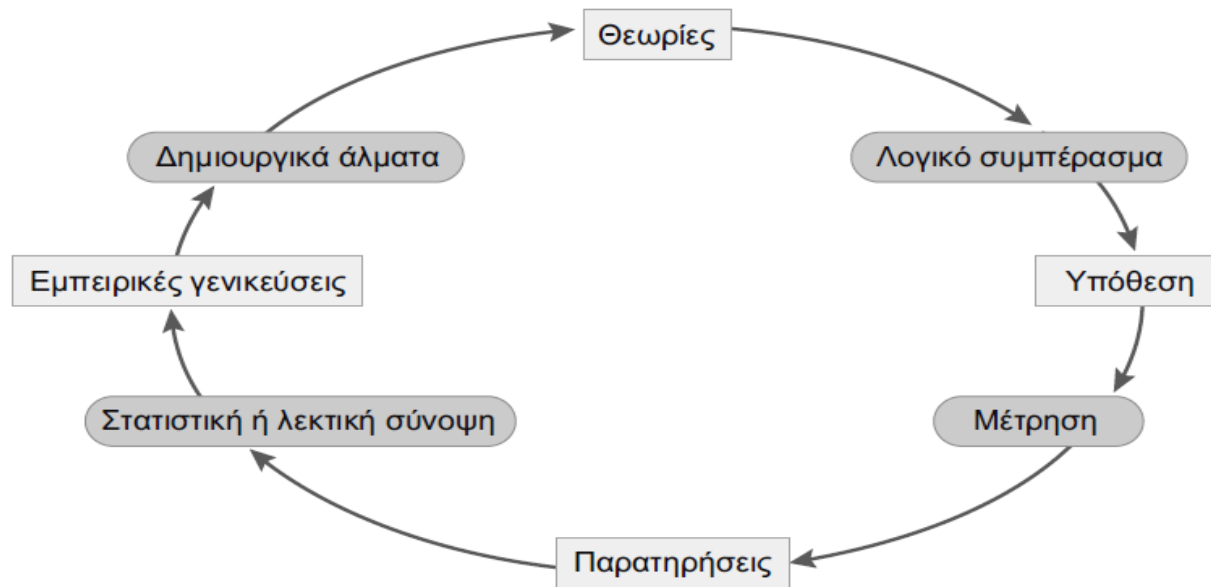 Θεωρίες
Δημιουργικά άλματα
Λογικό συμπέρασμα
Εμπειρικές γενικεύσεις
Υπόθεση
Στατιστική ή λεκτική σύνοψη
Μέτρηση
Παρατηρήσεις